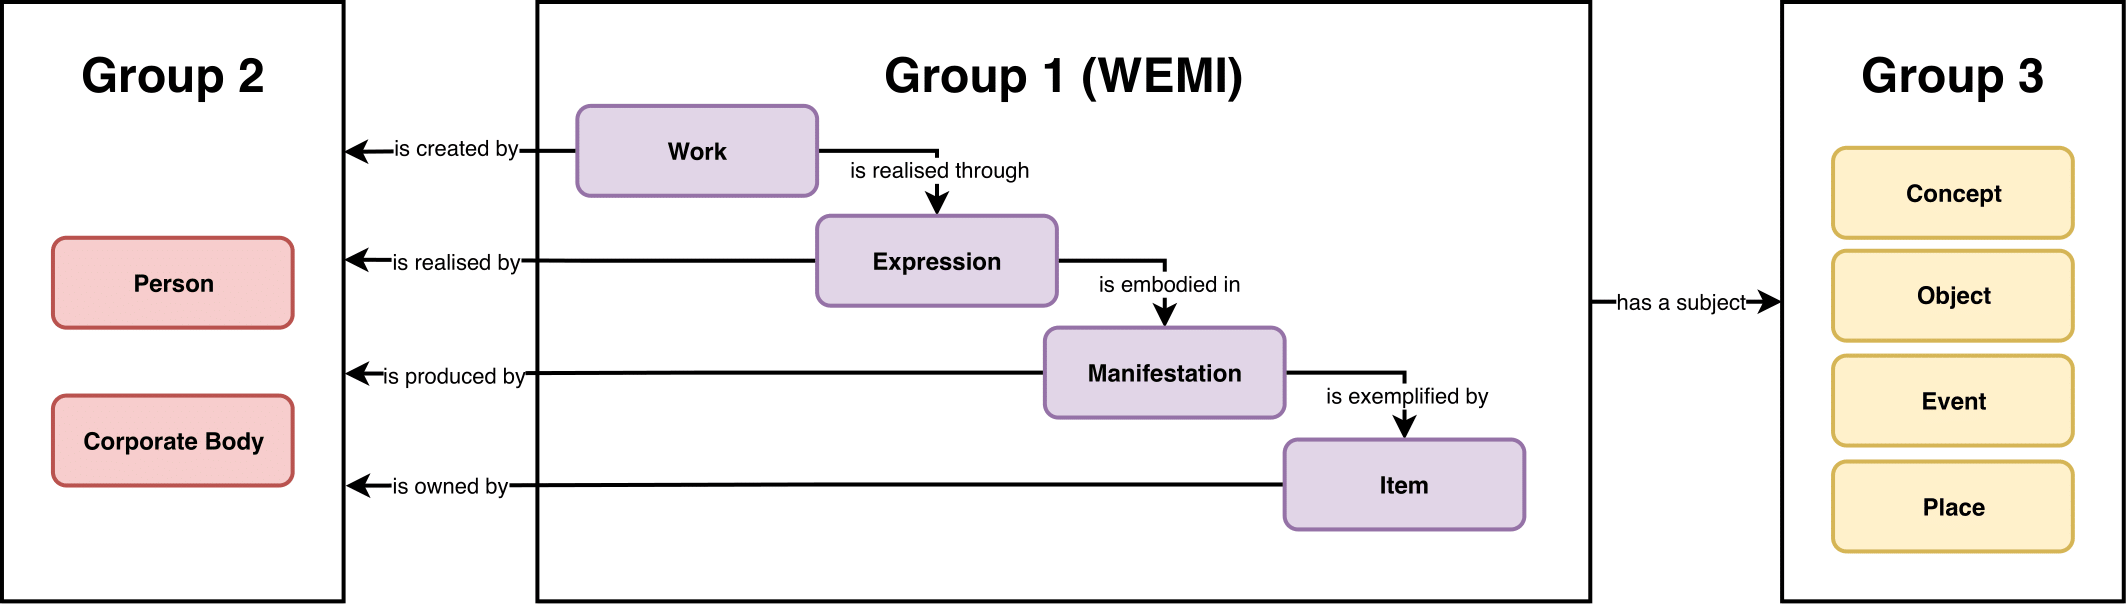 Group 2
Person
Corporate Body
is created by
is realised by
is produced by
is owned by
Group 1 (WEMI)
Work
is realised through
Expression
is embodied in
Manifestation
is exemplified by
Item
has a subject
Group 3
Concept
Object
Event
Place